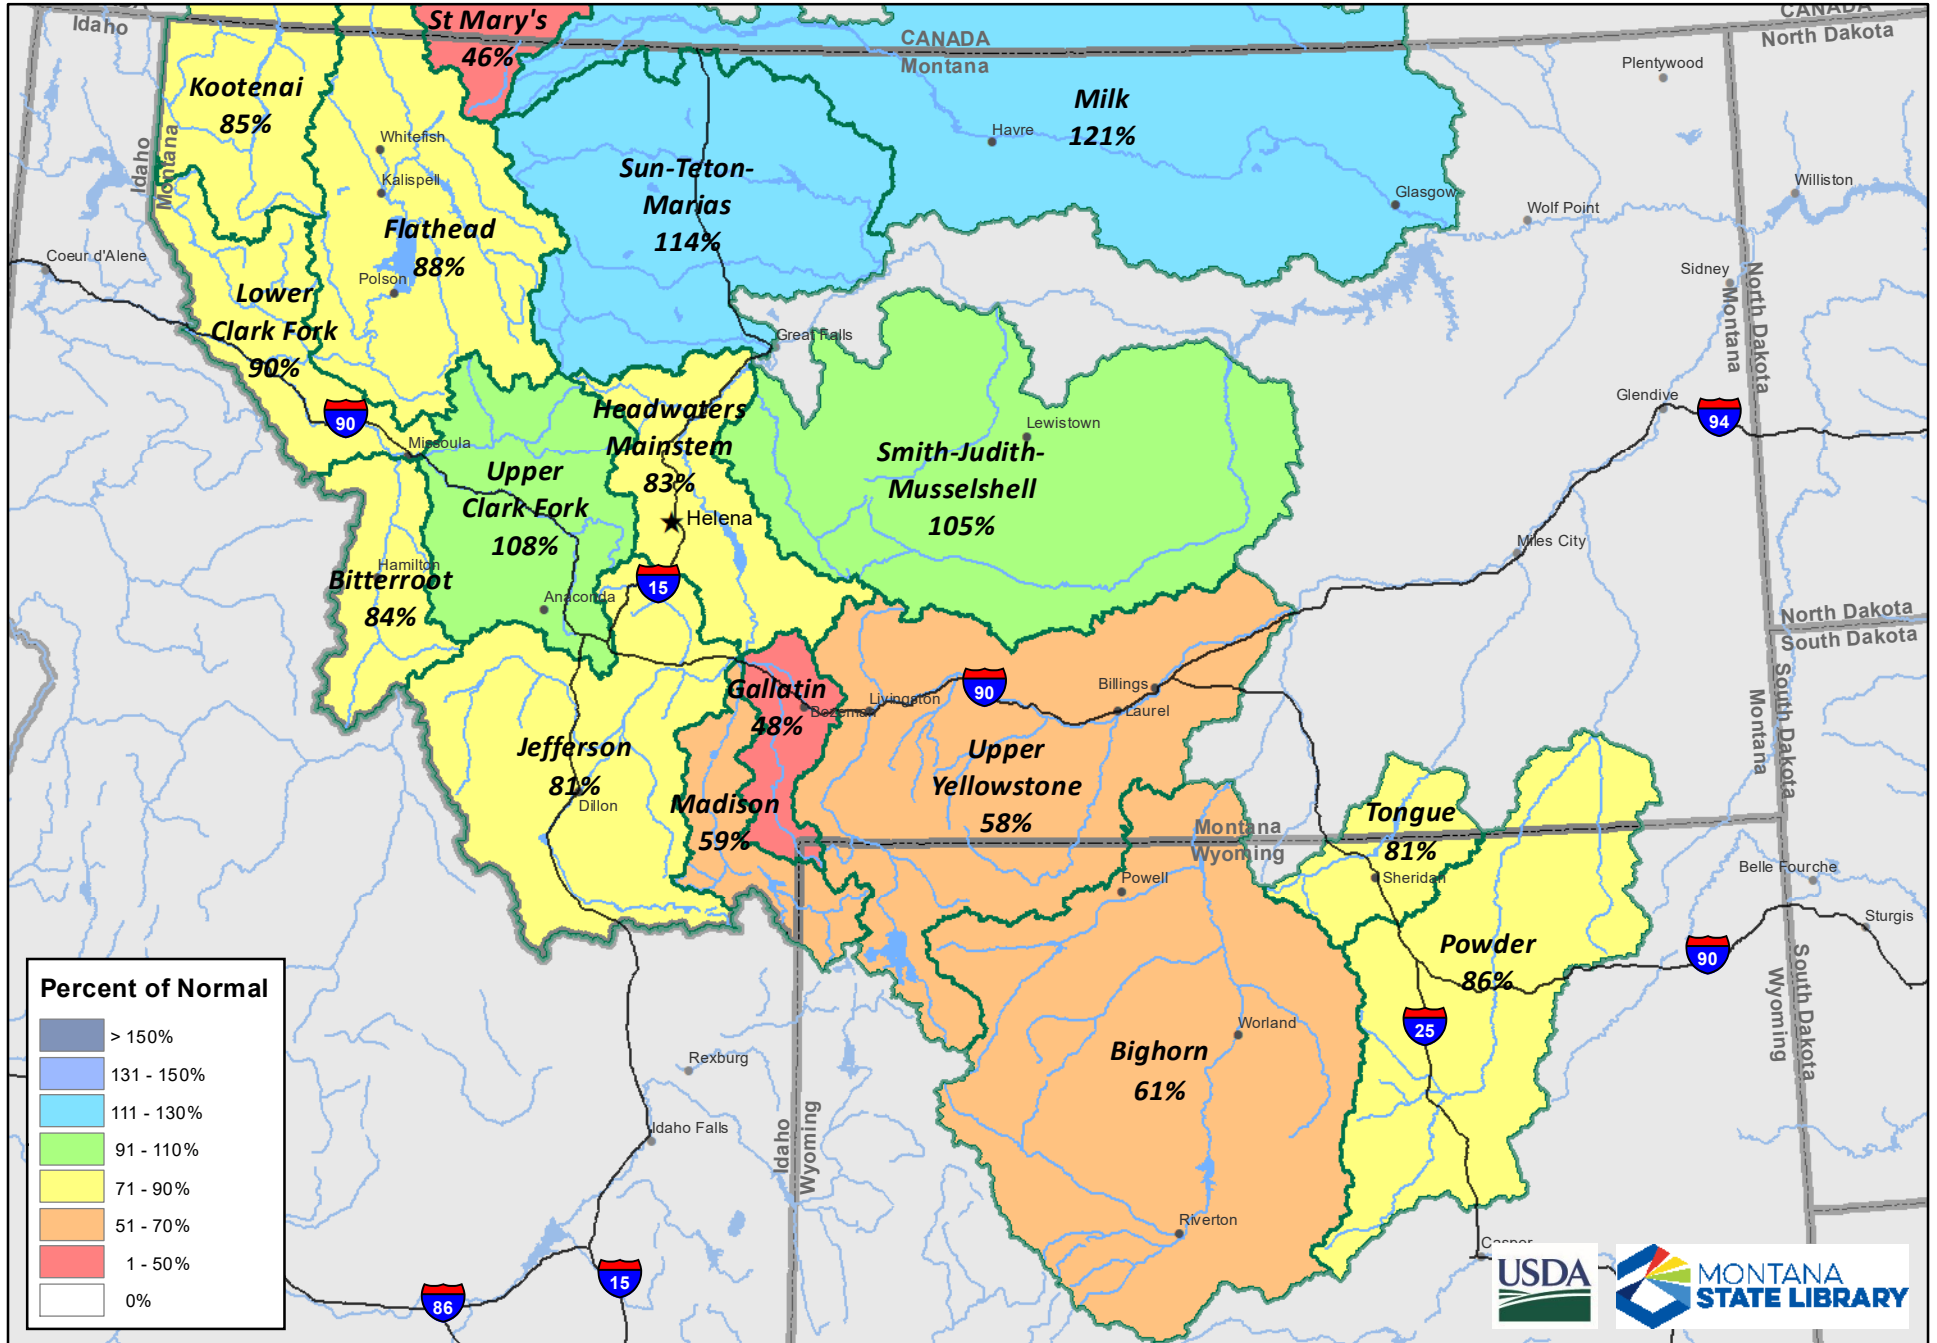 CANADA
Idaho
St Mary's
46%
CANADA
Montana
CANADA
North Dakota
Kootenai
85%
Idaho
Montana
Whitefish
Kalispell
Flathead
88%
Polson
Sun-Teton-
Marias
114%
Milk
121%
Havre
Glasgow
Plentywood
Wolf Point
Williston
Sidney
North Dakota
Montana
Coeur d'Alene
Lower
Clark Fork
90%
90
Missoula
Great Falls
Headwaters
Mainstem
83%
Helena
Upper
Clark Fork
108%
Smith-Judith-
Musselshell
105%
Lewistown
Glendive
94
Miles City
Hamilton
Bitterroot
84%
Anaconda
15
North Dakota
South Dakota
Gallatin
48%
Bozeman
Livingston
90
Billings
Laurel
Jefferson
81%
Dillon
Madison
59%
Upper
Yellowstone
58%
South Dakota
Montana
Montana
Wyoming
Tongue
81%
Sheridan
Powell
Belle Fourche
Sturgis
Powder
86%
90
25
South Dakota
Wyoming
Bighorn
61%
Worland
Riverton
Casper
Rexburg
Idaho Falls
Idaho
Wyoming
15
86
Percent of Normal
> 150%
131 - 150%
111 - 130%
91 - 110%
71 - 90%
51 - 70%
1 - 50%
0%
USDA
MONTANA
STATE LIBRARY